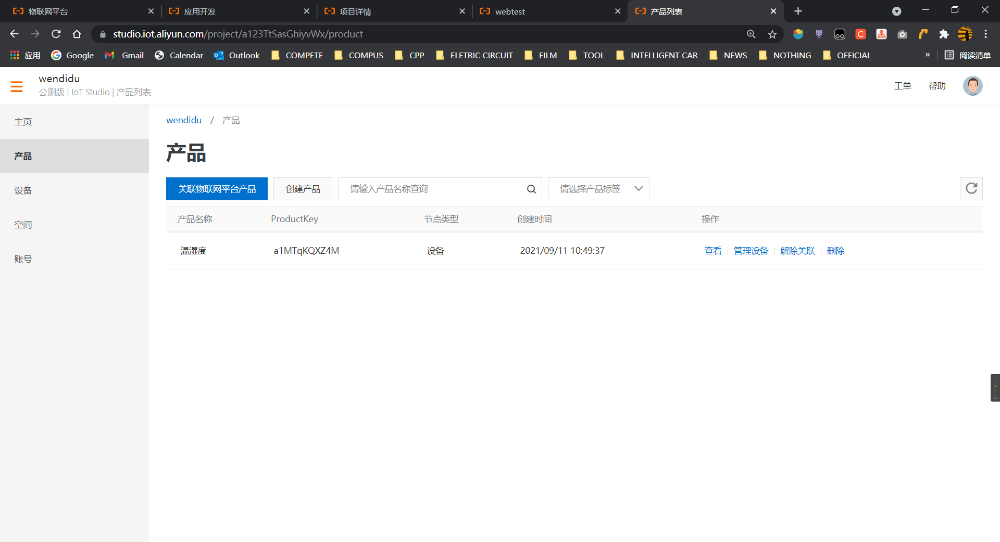 物联网平台
应用开发
项目详情
webtest
产品列表
studio.iot.aliyun.com/project/a123TtSasGhiyvWx/product
应用 Google Gmail Calendar Outlook COMPETE COMPUS CPP ELETRIC CIRCUIT FILM TOOL INTELLIGENT CAR NEWS NOTHING OFFICIAL » 阅读清单
wendidu
公测版 | IoT Studio | 产品列表
工单 帮助
主页
产品
设备
空间
账号
wendidu / 产品
产品
关联物联网平台产品 创建产品 请输入产品名称查询 请选择产品标签
产品名称 ProductKey 节点类型 创建时间 操作
温湿度 a1MTqKQXZ4M 设备 2021/09/11 10:49:37 查看 管理设备 解除关联 删除